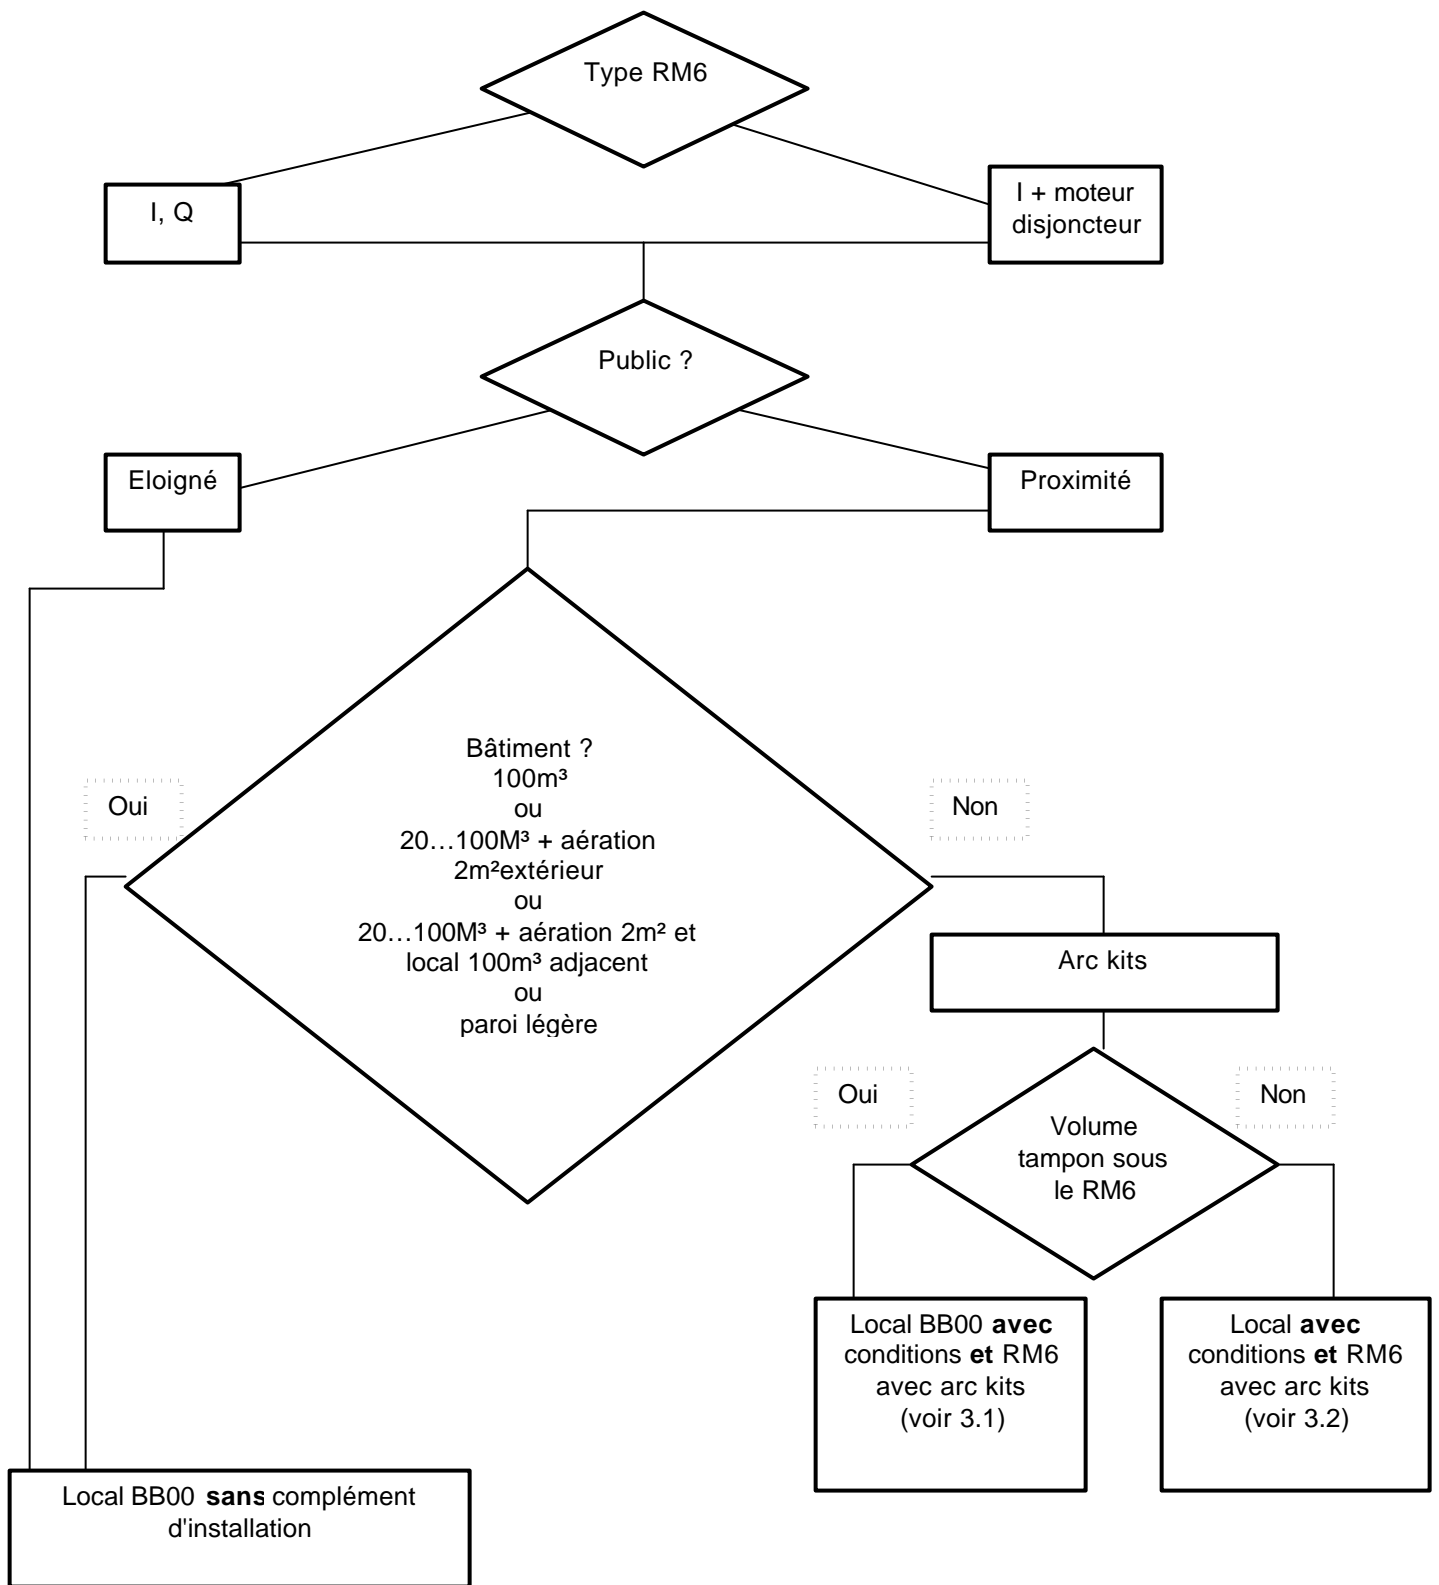 Type RM6
I, Q
I + moteur
disjoncteur
Public ?
Eloigné
Proximité
Bâtiment ?
100m³
ou
20…100M³ + aération
2m²extérieur
ou
20…100M³ + aération 2m² et
local 100m³ adjacent
ou
paroi légère
Oui
Non
Arc kits
Oui
Non
Volume
tampon sous
le RM6
Local BB00 avec
conditions et RM6
avec arc kits
(voir 3.1)
Local avec
conditions et RM6
avec arc kits
(voir 3.2)
Local BB00 sans complément
d'installation